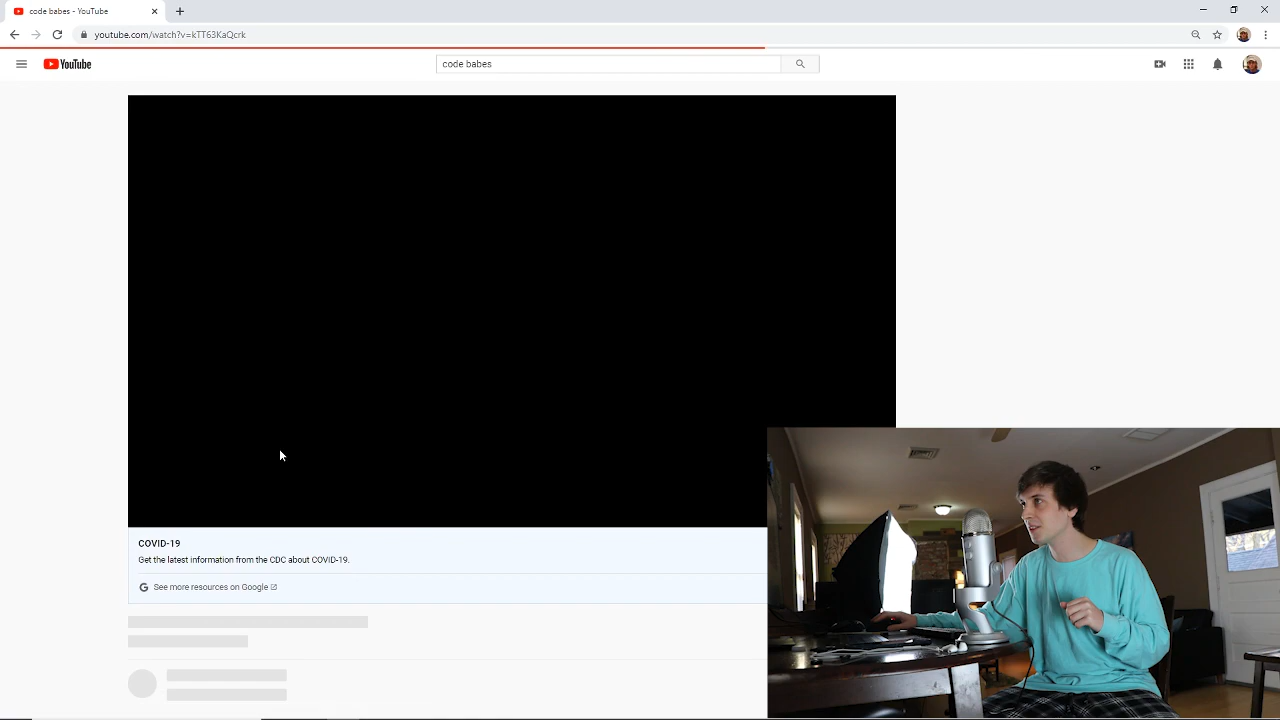 code babes - YouTube
youtube.com/watch?v=kTT63KaQcrk
YouTube
code babes
COVID-19
Get the latest information from the CDC about COVID-19.
See more resources on Google